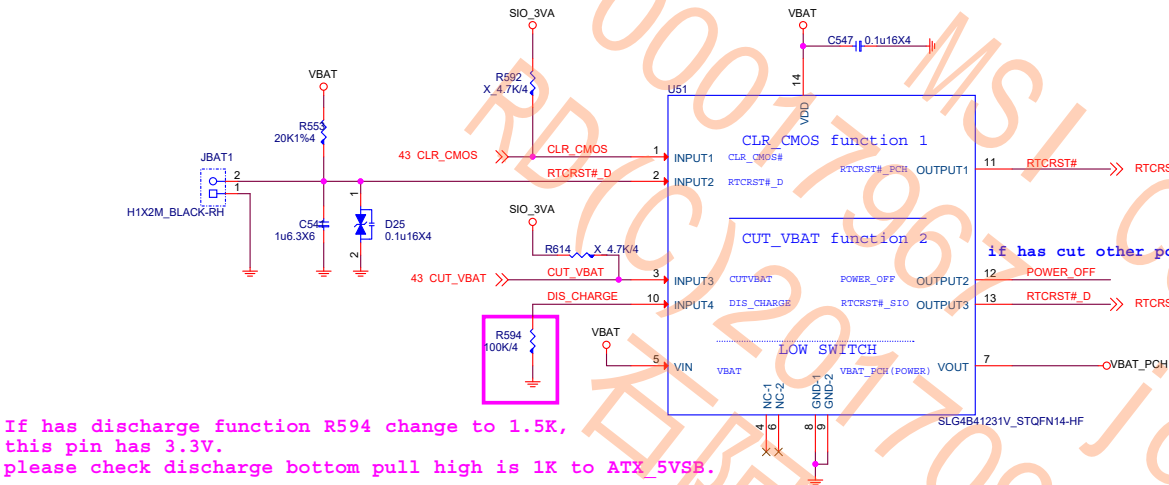 SIO_3VA
VBAT
C547 0.1u16X4
R592
X_4.7K/4
14
U51
VDD
VBAT
R553
20K1%4
CLR_CMOS function 1
43 CLR_CMOS CLR_CMOS 1 INPUT1 CLR_CMOS#
RTCRST#_PCH OUTPUT1 11 RTCRST# RTCRS
JBAT1
2 RTCRST#_D 2 INPUT2 RTCRST#_D
1
H1X2M_BLACK-RH
C541
1u6.3X6
1
D25
0.1u16X4
2
SIO_3VA
CUT_VBAT function 2
R614 X_4.7K/4
if has cut other po
43 CUT_VBAT CUT_VBAT 3 INPUT3 CUTVBAT
POWER_OFF OUTPUT2 12 POWER_OFF
DIS_CHARGE 10 INPUT4 DIS_CHARGE
RTCRST#_SIO OUTPUT3 13 RTCRST#_D RTCRS
R594
100K/4
VBAT
LOW SWITCH
5 VIN VBAT
VBAT_PCH(POWER) VOUT 7 VBAT_PCH
NC-1
NC-2
GND-1
GND-2
4 6 8 9
SLG4B41231V_STQFN14-HF
If has discharge function R594 change to 1.5K,
this pin has 3.3V.
please check discharge bottom pull high is 1K to ATX_5VSB.
MSI